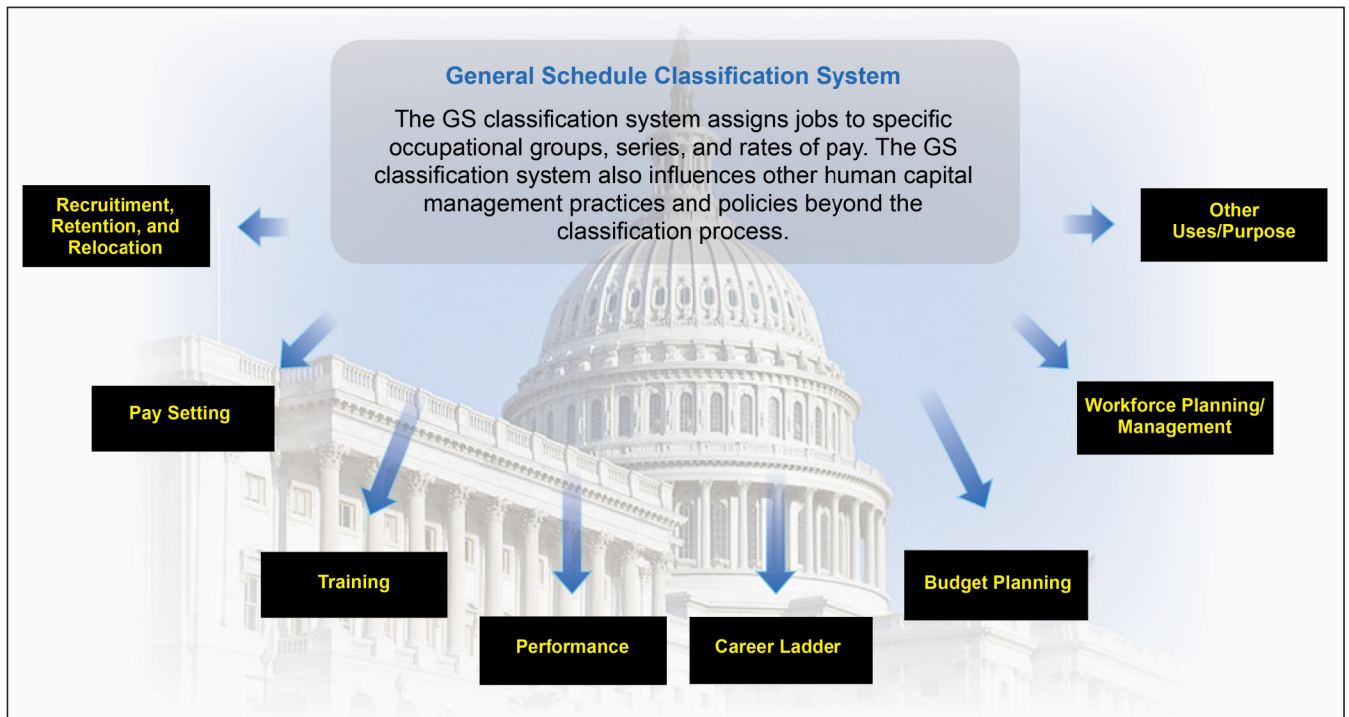 General Schedule Classification System
The GS classification system assigns jobs to specific
occupational groups, series, and rates of pay. The GS
classification system also influences other human capital
management practices and policies beyond the
classification process.
Recruitment,
Retention, and
Relocation
Other
Uses/Purpose
Pay Setting
Workforce Planning/
Management
Training
Budget Planning
Performance
Career Ladder